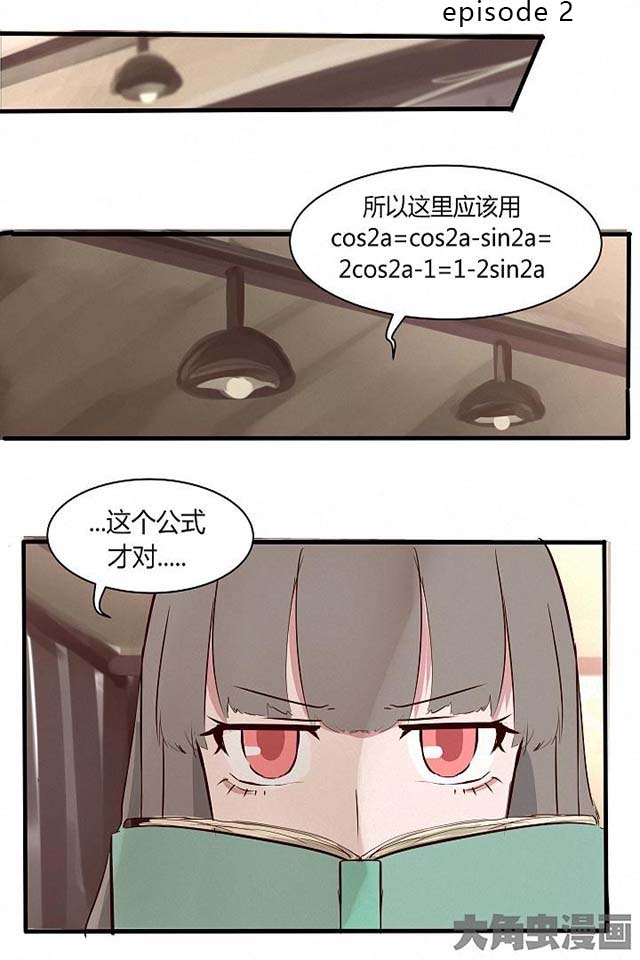 episode 2
所以这里应该用
cos2a=cos2a-sin2a=
2cos2a-1=1-2sin2a
...这个公式
才对.....
大角虫漫画